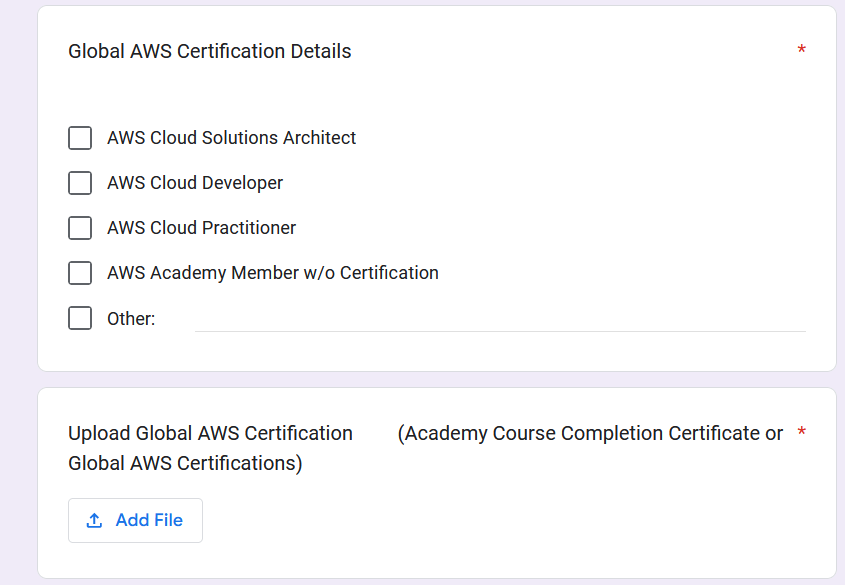 Global AWS Certification Details *
AWS Cloud Solutions Architect
AWS Cloud Developer
AWS Cloud Practitioner
AWS Academy Member w/o Certification
Other:
Upload Global AWS Certification (Academy Course Completion Certificate or *
Global AWS Certifications)
Add File